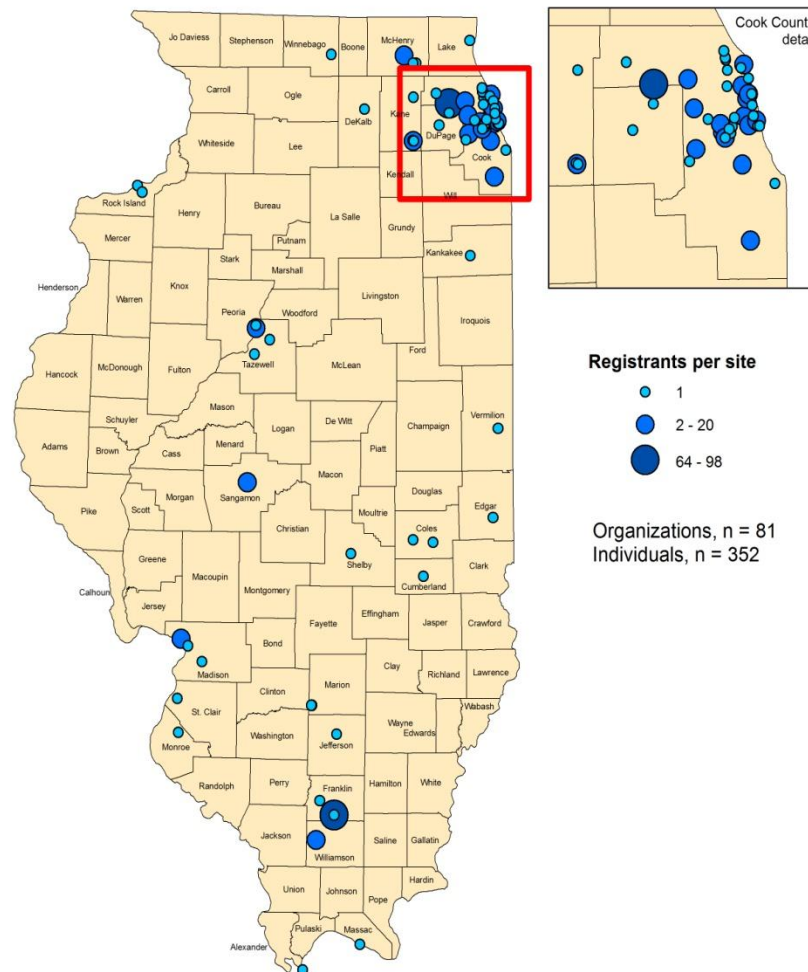 Cook Count
detai
Jo Daviess
Stephenson
Winnebago
Boone
McHenry
Lake
Carroll
Ogle
DeKalb
Kane
DuPage
Cook
Whiteside
Lee
Kendall
Will
Rock Island
Henry
Bureau
La Salle
Grundy
Mercer
Putnam
Kankakee
Stark
Marshall
Henderson
Warren
Knox
Peoria
Woodford
Livingston
Iroquois
Ford
Tazewell
McLean
Hancock
McDonough
Fulton
Mason
Logan
De Witt
Champaign
Vermilion
Schuyler
Adams
Brown
Cass
Menard
Piatt
Macon
Sangamon
Morgan
Scott
Pike
Christian
Moultrie
Douglas
Edgar
Coles
Shelby
Greene
Macoupin
Montgomery
Cumberland
Clark
Calhoun
Jersey
Fayette
Effingham
Jasper
Crawford
Bond
Madison
Clay
Richland
Lawrence
Clinton
Marion
Wabash
St. Clair
Wayne
Edwards
Washington
Jefferson
Monroe
Randolph
Perry
Franklin
Hamilton
White
Jackson
Williamson
Saline
Gallatin
Union
Johnson
Pope
Hardin
Alexander
Pulaski
Massac
Registrants per site
1
2 - 20
64 - 98
Organizations, n = 81
Individuals, n = 352